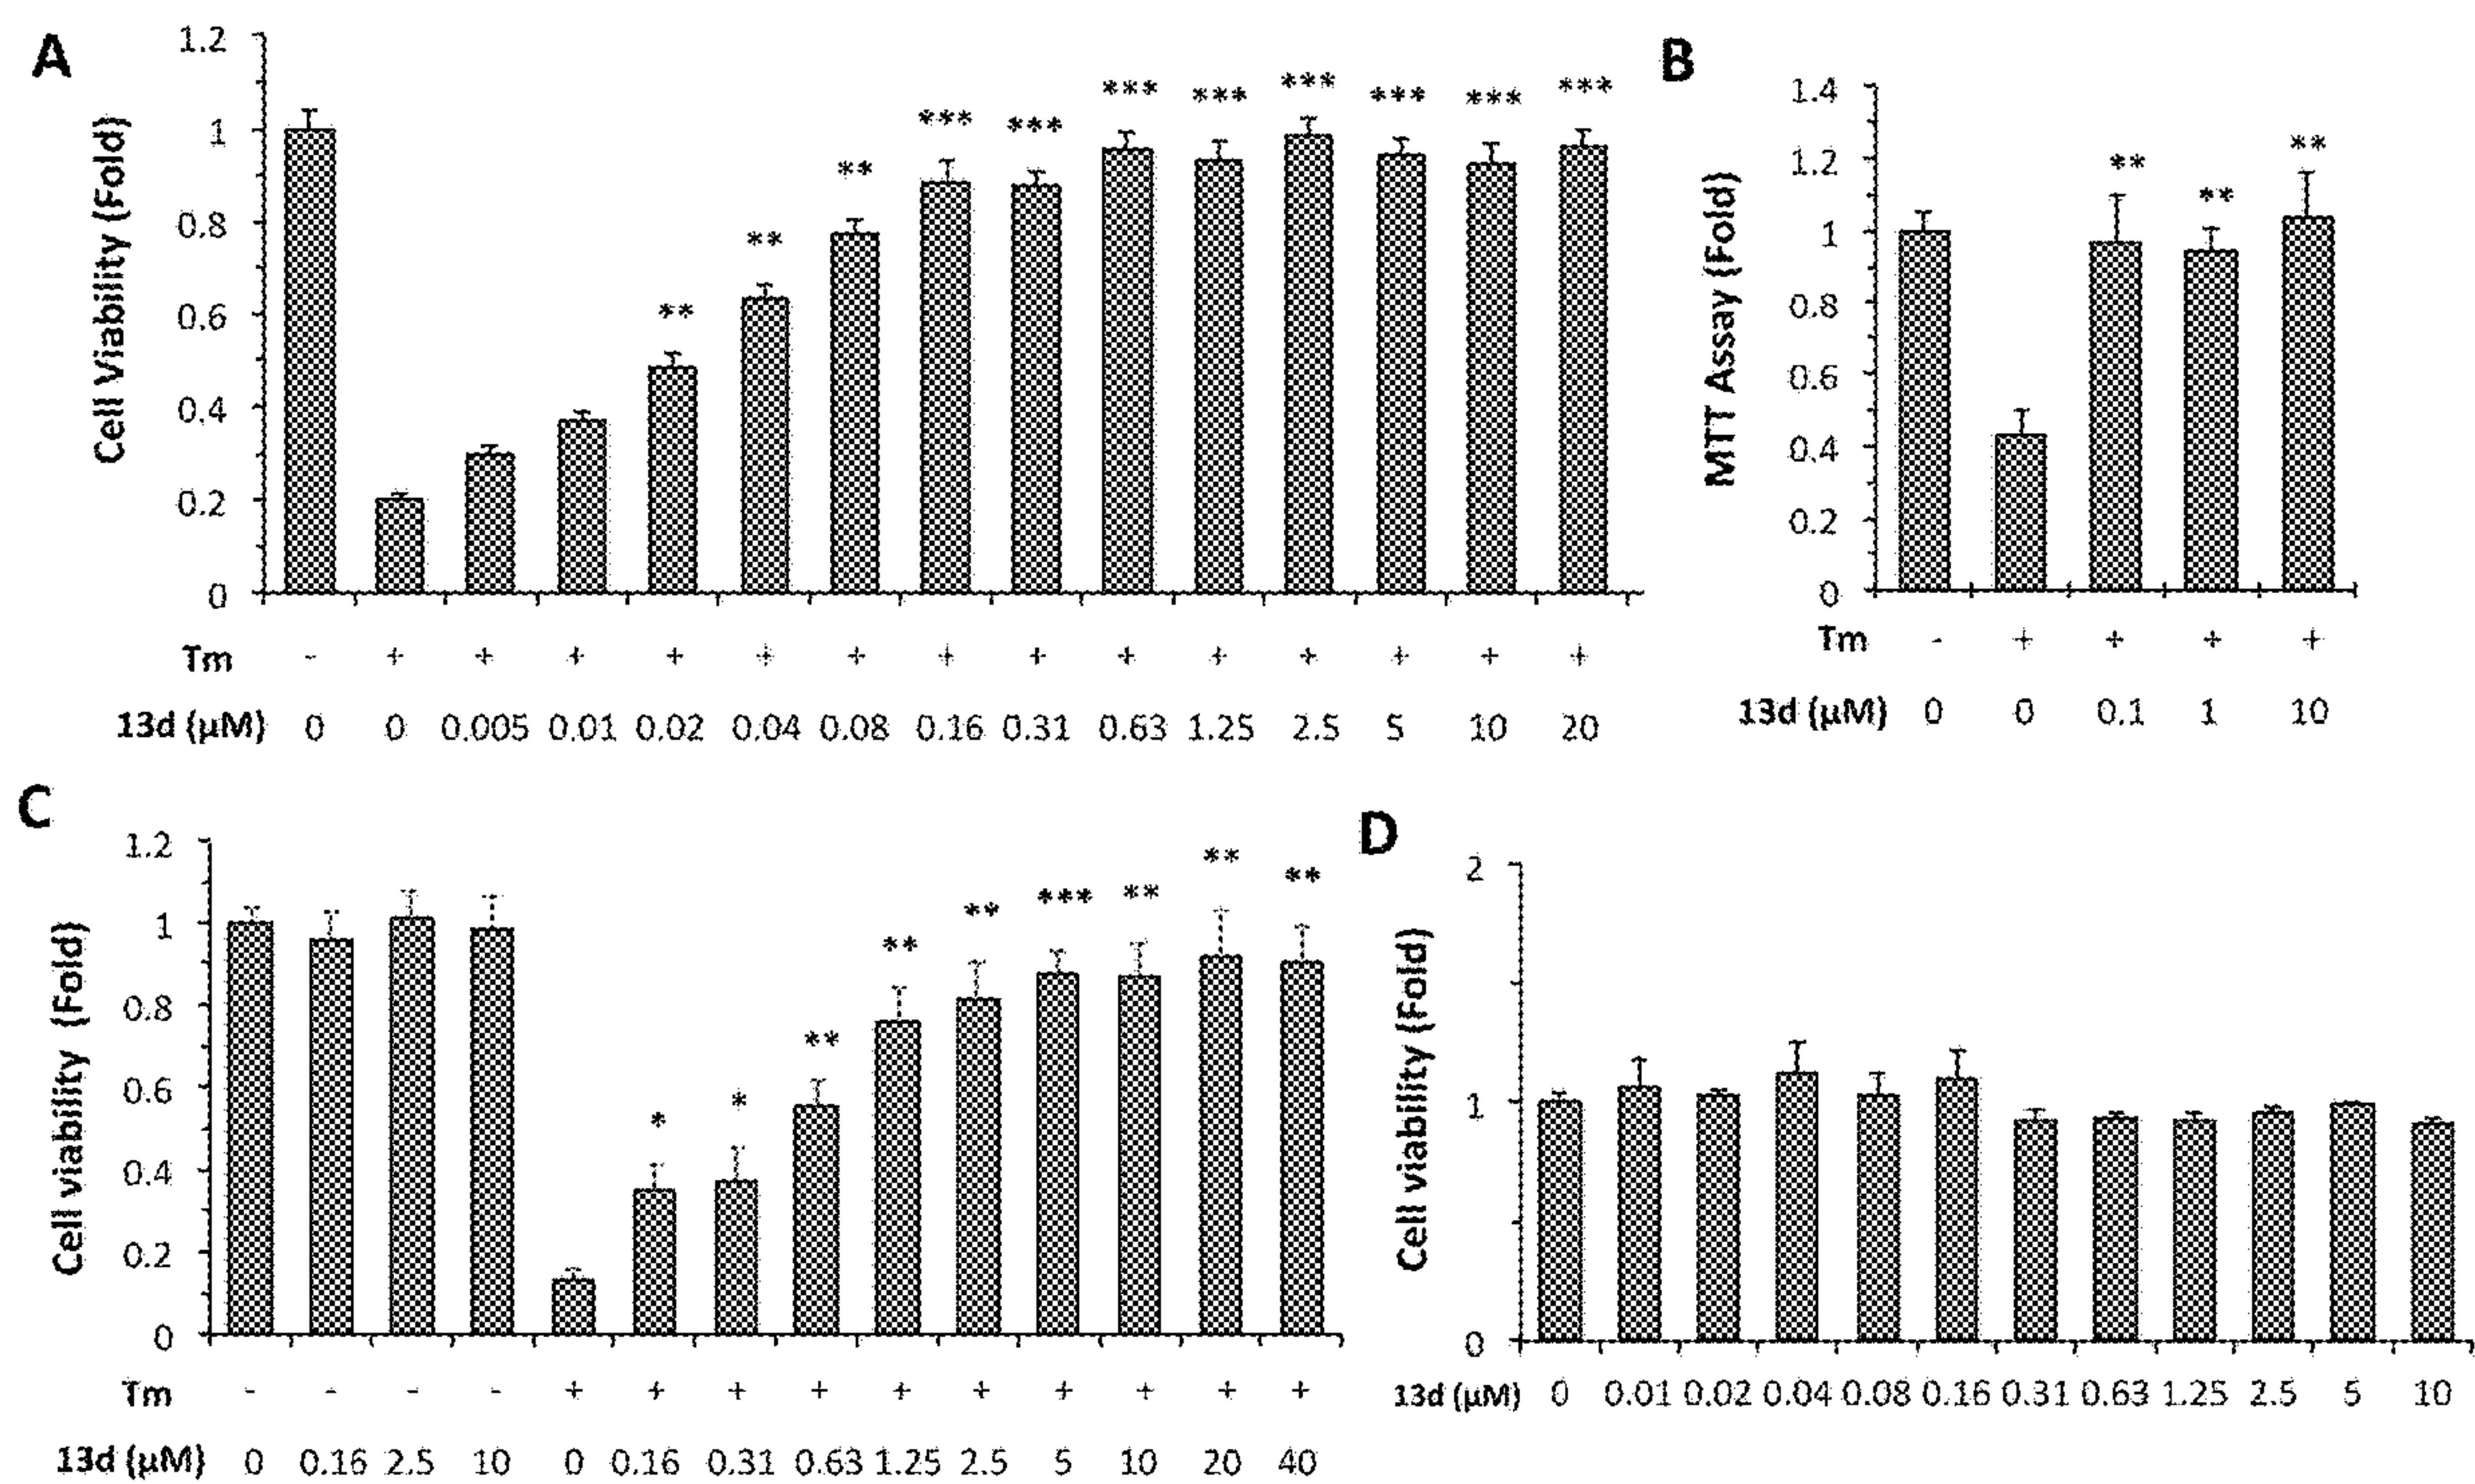 A
Cell Viability (Fold)
1.2
1
0.8
0.6
0.4
0.2
0
** ** ** *** *** *** *** *** *** *** ***
Tm - + + + + + + + + + + + + + +
13d (μM) 0 0 0.005 0.01 0.02 0.04 0.08 0.16 0.31 0.63 1.25 2.5 5 10 20
B
MTT Assay (Fold)
1.4
1.2
1
0.8
0.6
0.4
0.2
0
** ** **
Tm - + + + +
13d (μM) 0 0 0.1 1 10
C
Cell viability (Fold)
1.2
1
0.8
0.6
0.4
0.2
0
* * ** ** ** *** ** ** **
Tm - - - - + + + + + + + + + +
13d (μM) 0 0.16 2.5 10 0 0.16 0.31 0.63 1.25 2.5 5 10 20 40
D
Cell viability (Fold)
2
1
0
13d (μM) 0 0.01 0.02 0.04 0.08 0.16 0.31 0.63 1.25 2.5 5 10